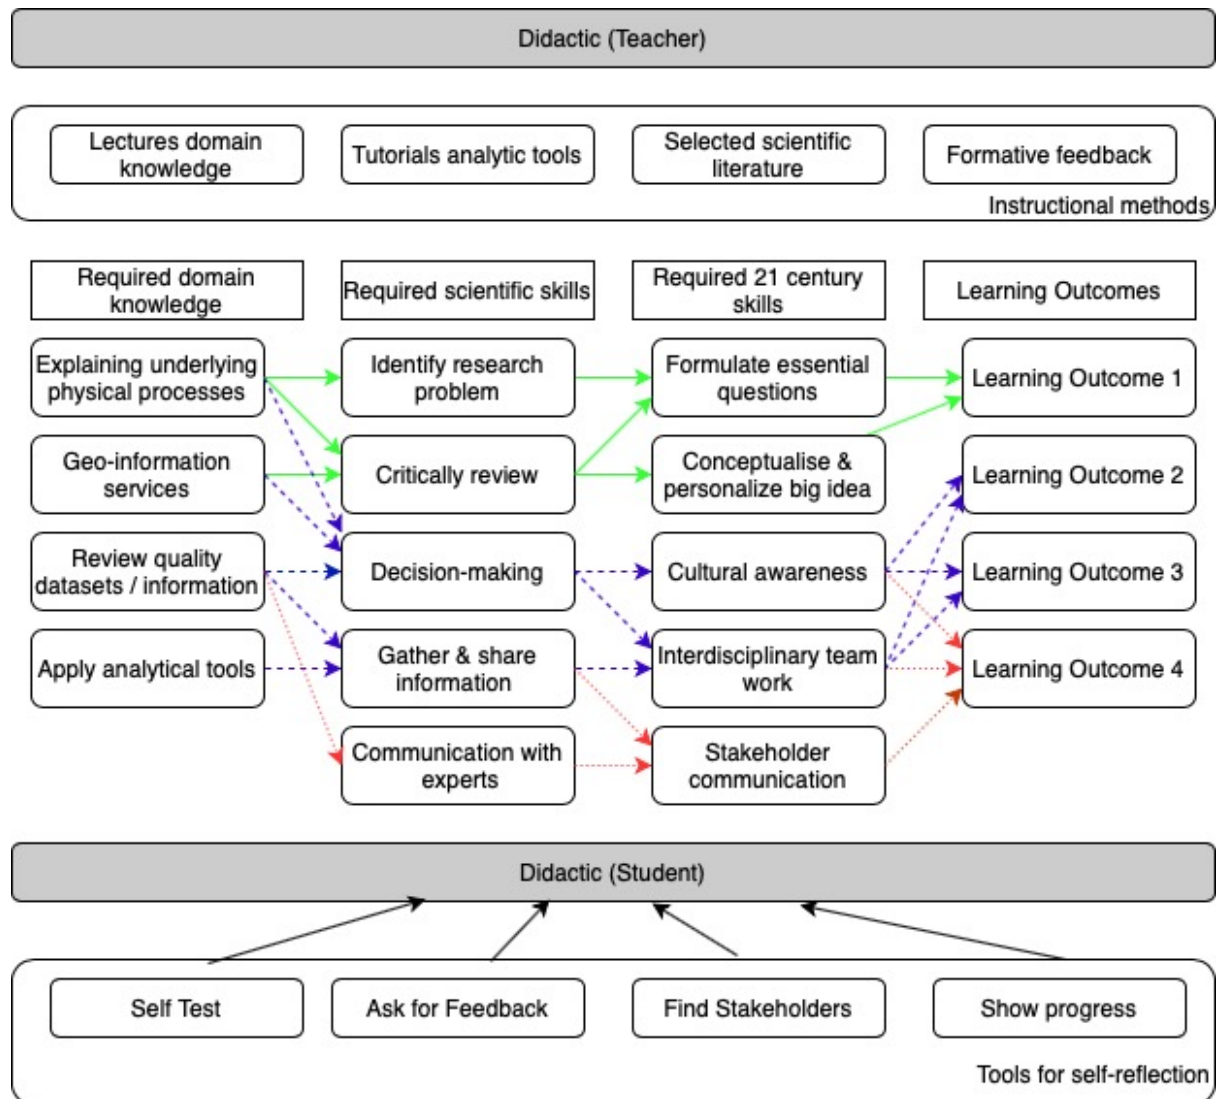 Didactic (Teacher)
Lectures domain
knowledge
Tutorials analytic tools
Selected scientific
literature
Formative feedback
Instructional methods
Required domain
knowledge
Required scientific skills
Required 21 century
skills
Learning Outcomes
Explaining underlying
physical processes
Identify research
problem
Formulate essential
questions
Learning Outcome 1
Geo-information
services
Critically review
Conceptualise &
personalize big idea
Learning Outcome 2
Review quality
datasets / information
Decision-making
Cultural awareness
Learning Outcome 3
Apply analytical tools
Gather & share
information
Interdisciplinary team
work
Learning Outcome 4
Communication with
experts
Stakeholder
communication
Didactic (Student)
Self Test
Ask for Feedback
Find Stakeholders
Show progress
Tools for self-reflection